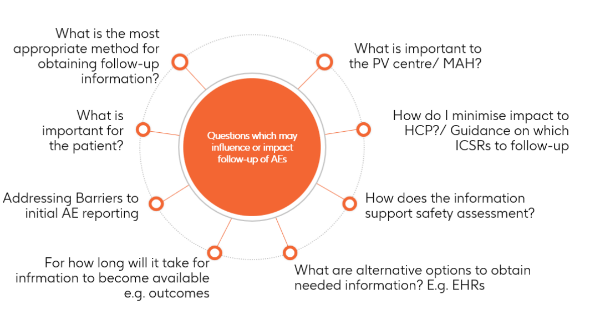 What is the most
appropriate method for
obtaining follow-up
information?
What is important to
the PV centre/ MAH?
What is
important for
the patient?
Questions which may
influence or impact
follow-up of AEs
How do I minimise impact to
HCP?/ Guidance on which
ICSRs to follow-up
Addressing Barriers to
initial AE reporting
How does the information
support safety assessment?
For how long will it take for
infrmation to become available
e.g. outcomes
What are alternative options to obtain
needed information? E.g. EHRs